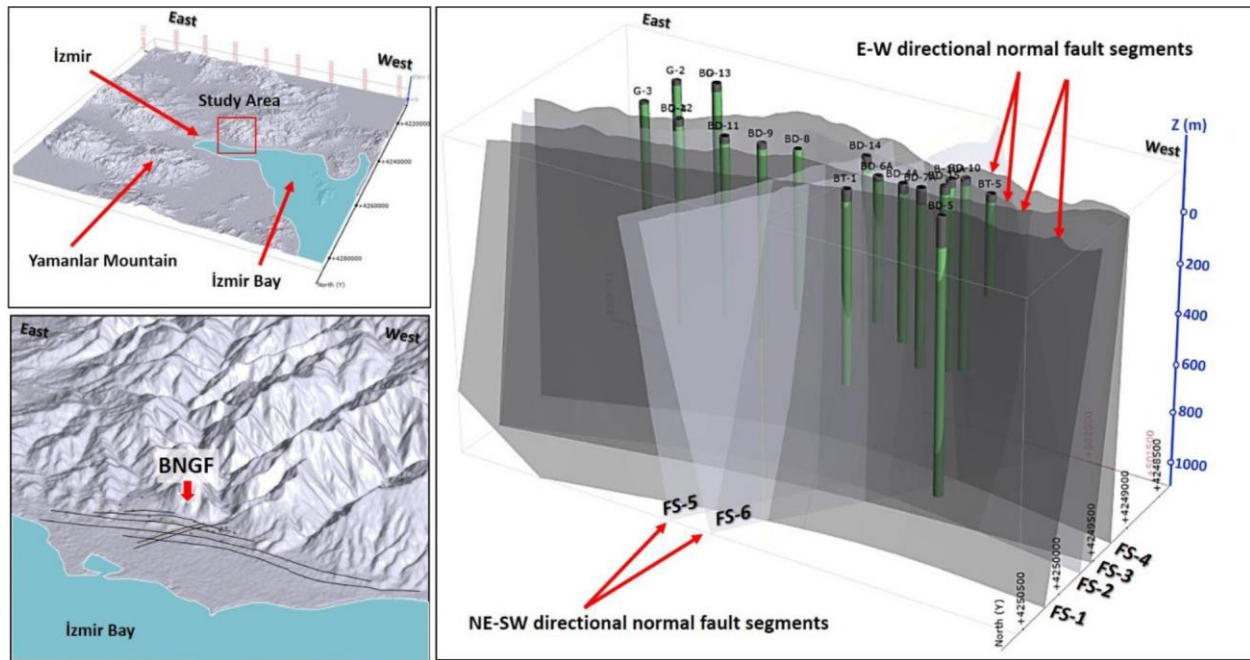 East
West
İzmir
Study Area
Yamanlar Mountain
İzmir Bay
+4220000
+4240000
+4260000
+4280000
North (Y)
East
West
BNGF
İzmir Bay
East
E-W directional normal fault segments
West
Z (m)
G-2
BD-13
G-3
BD-11
BD-9
BD-8
BD-14
BD-6A
BD-10
BT-1
BD-4A
BT-5
BD-5
0
200
400
600
800
1000
FS-5
FS-6
NE-SW directional normal fault segments
+501500
+4248500
+4249000
+4249500
+4250000
+4250500
North (Y)
FS-4
FS-3
FS-2
FS-1